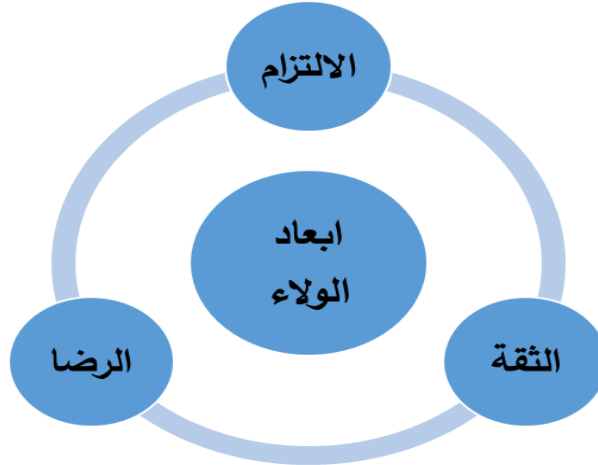 الالتزام
ابعاد
الولاء
الثقة
الرضا